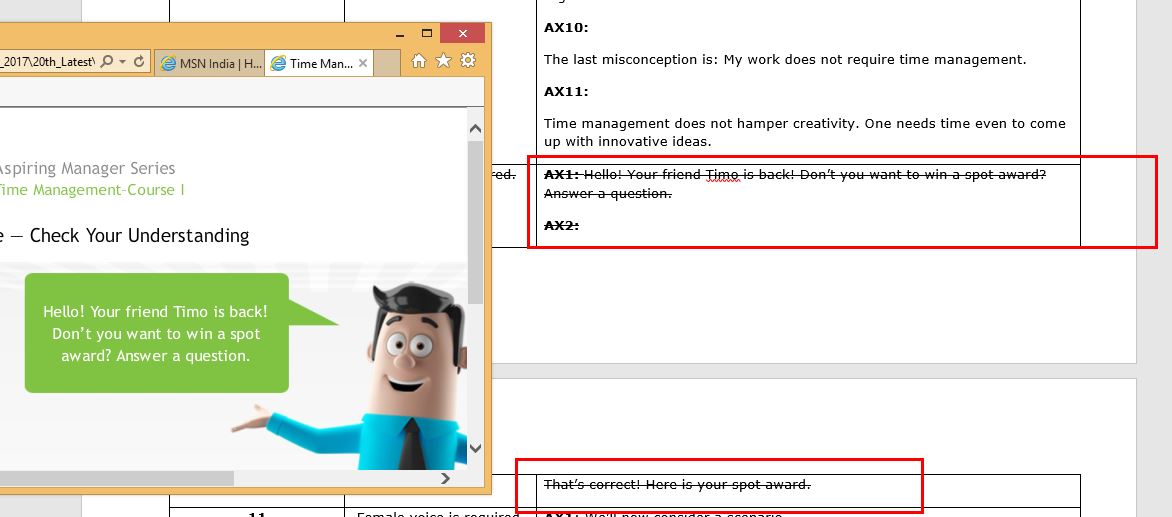 _2017\20th_Latest\
MSN India | H...
Time Man...
Aspiring Manager Series
Time Management-Course I
e — Check Your Understanding
Hello! Your friend Timo is back!
Don't you want to win a spot
award? Answer a question.
AX10:
The last misconception is: My work does not require time management.
AX11:
Time management does not hamper creativity. One needs time even to come
up with innovative ideas.
red.
AX1: Hello! Your friend Timo is back! Don't you want to win a spot award?
Answer a question.
AX2:
That's correct! Here is your spot award.
11
Female voice is required
AX1: We'll now consider a scenario